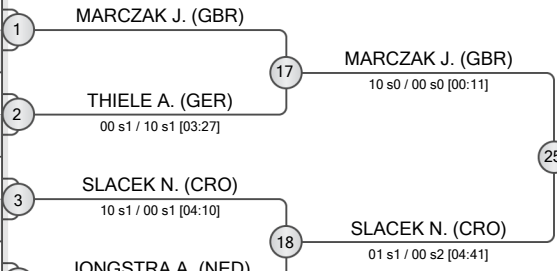 MARCZAK J. (GBR)
1
17
MARCZAK J. (GBR)
10 s0 / 00 s0 [00:11]
THIELE A. (GER)
2
00 s1 / 10 s1 [03:27]
25
SLACEK N. (CRO)
3
10 s1 / 00 s1 [04:10]
18
SLACEK N. (CRO)
01 s1 / 00 s2 [04:41]
JONGSTRA A. (NED)